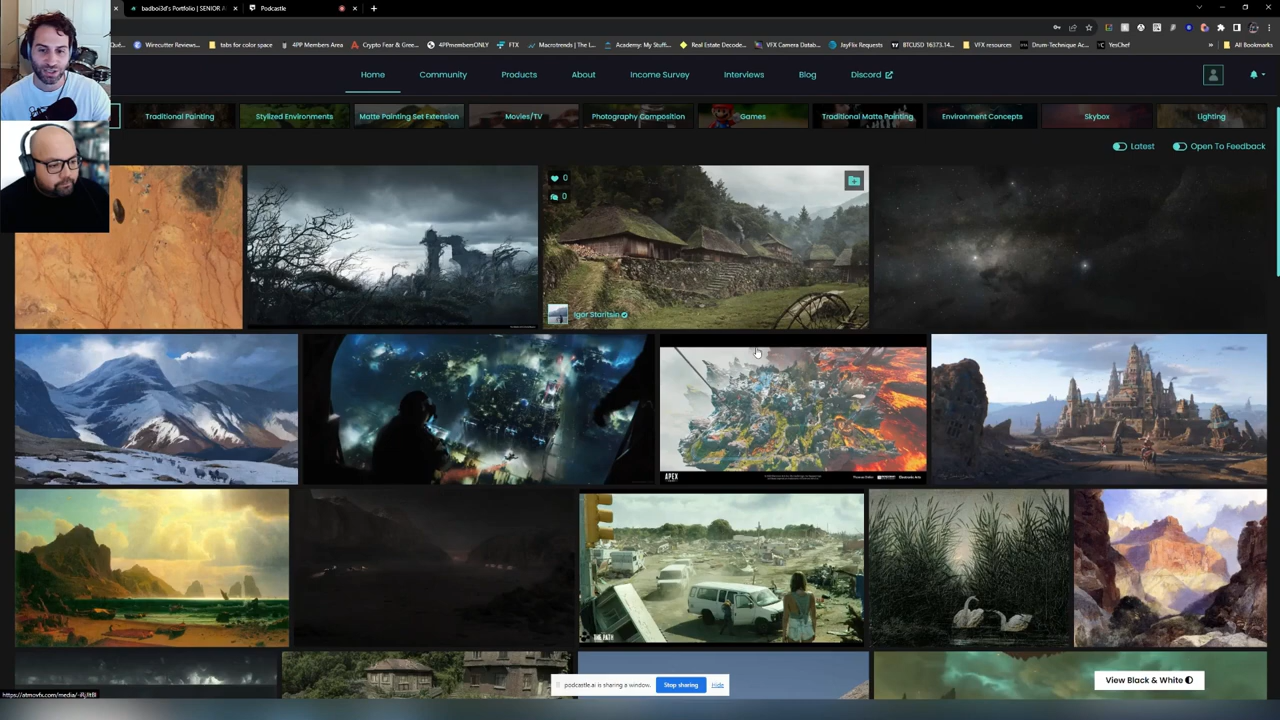 badboi3d's Portfolio | SENIOR
Podcastle
Wirecutter Reviews...
tabs for color space
4PP Members Area
Crypto Fear & Gree...
4PPmembersONLY
FTX
Macrotrends | The L...
Academy: My Stuff...
Real Estate Decode...
VFX Camera Datab...
JayFlix Requests
BTCUSD 16373.14...
VFX resources
Drum-Technique Ac...
YesChef
All Bookmarks
Home
Community
Products
About
Income Survey
Interviews
Blog
Discord
Traditional Painting
Stylized Environments
Matte Painting Set Extension
Movies/TV
Photography Composition
Games
Traditional Matte Painting
Environment Concepts
Skybox
Lighting
Latest
Open To Feedback
0
0
Igor Staritsin
APEX
Electronic Arts
THE PATH
podcastle.ai is sharing a window.
Stop sharing
Hide
View Black & White